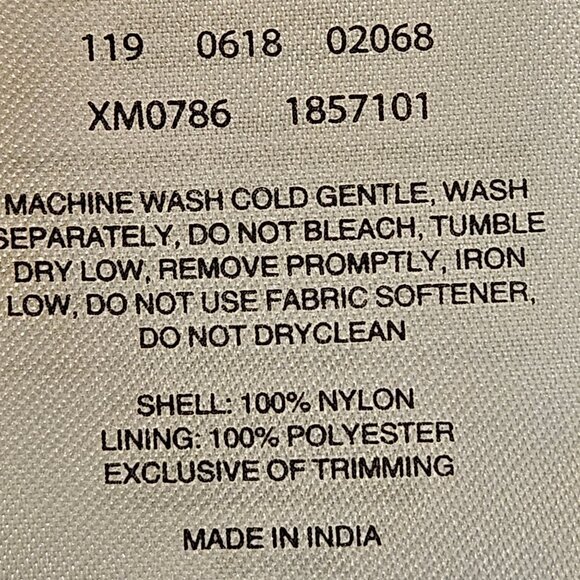 119 0618 02068
XM0786 1857101
MACHINE WASH COLD GENTLE, WASH
SEPARATELY, DO NOT BLEACH, TUMBLE
DRY LOW, REMOVE PROMPTLY, IRON
LOW, DO NOT USE FABRIC SOFTENER,
DO NOT DRYCLEAN
SHELL: 100% NYLON
LINING: 100% POLYESTER
EXCLUSIVE OF TRIMMING
MADE IN INDIA